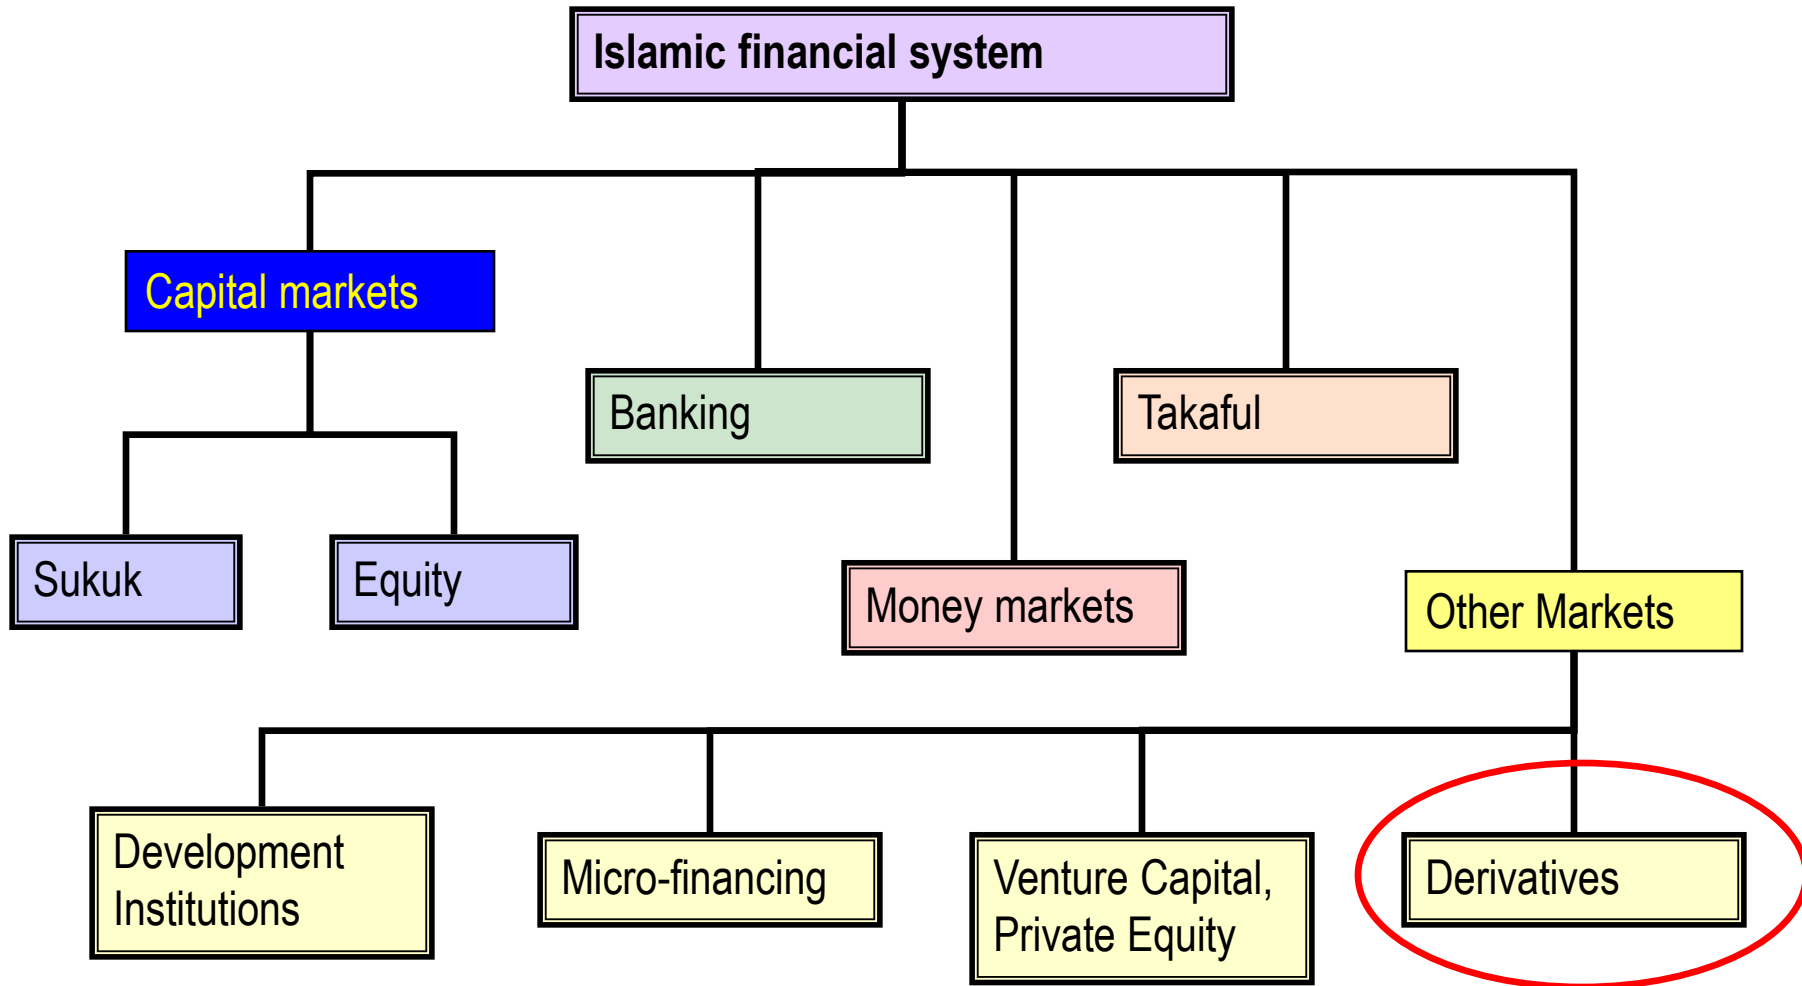 Islamic financial system
Capital markets
Banking
Takaful
Sukuk
Equity
Money markets
Other Markets
Development
Institutions
Micro-financing
Venture Capital,
Private Equity
Derivatives